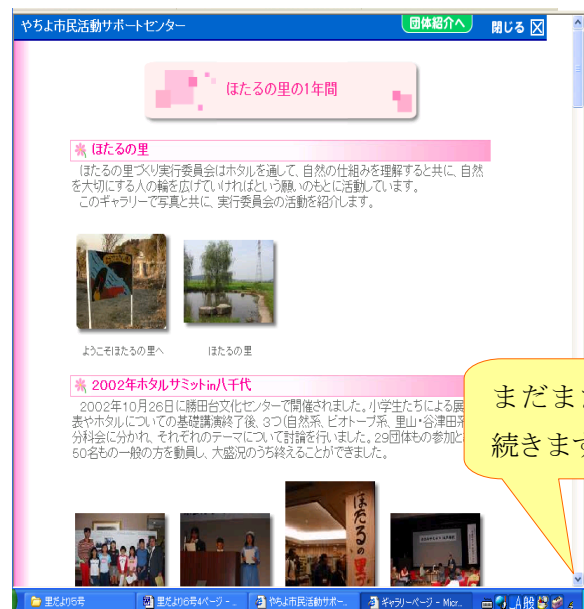 やちよ市民活動サポートセンター
団体紹介へ
閉じる
ほたるの里の1年間
ほたるの里
ほたるの里づくり実行委員会はホタルを通して、自然の仕組みを理解すると共に、自然
を大切にする人の輪を広げていければという願いのもとに活動しています。
このギャラリーで写真と共に、実行委員会の活動を紹介します。
ようこそほたるの里へ
ほたるの里
2002年ホタルサミットin八千代
2002年10月26日に勝田台文化センターで開催されました。小学生たちによる展
表やホタルについての基礎講演終了後、3つ(自然系、ビオトープ系、里山・谷津田系
分科会に分かれ、それぞれのテーマについて討論を行いました。29団体もの参加と
50名もの一般の方を動員し、大盛況のうち終えることができました。
まだまだ
続きます
ほたるの里
里だより5号
里だより6号4ページ - ...
やちよ市民活動サポー...
ギャラリーページ - Micr...
A般